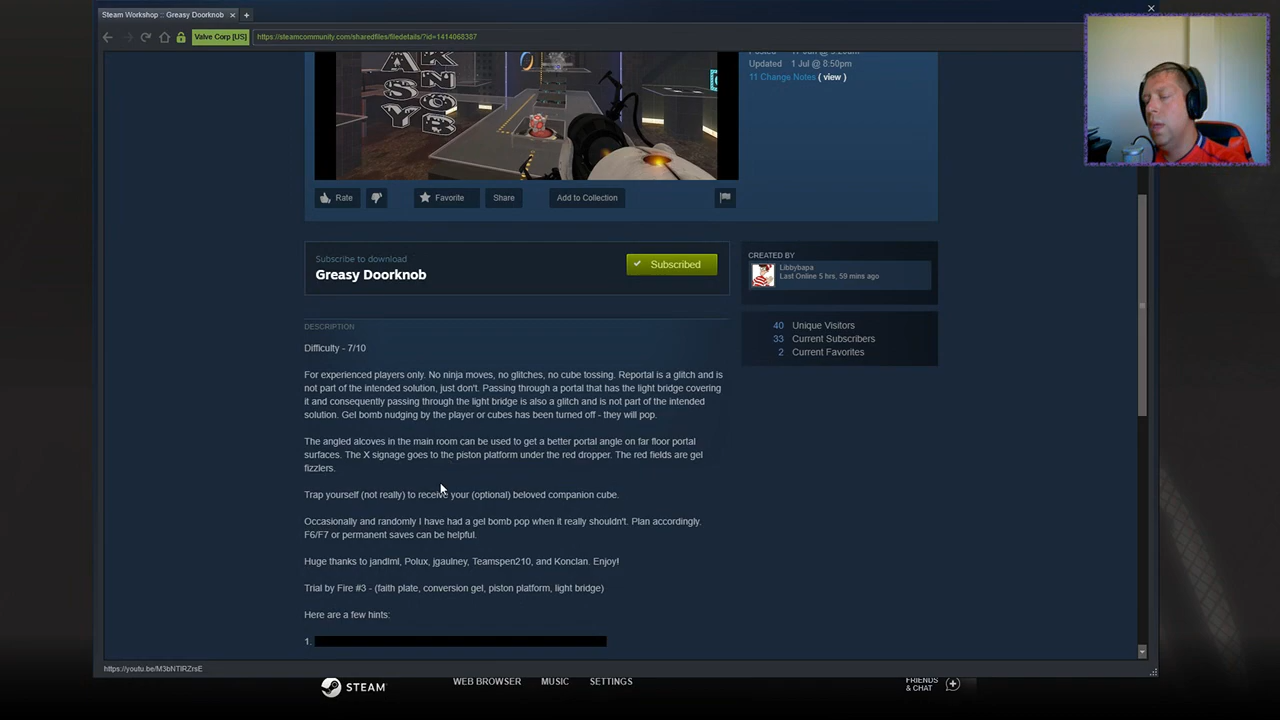 Steam Workshop :: Greasy Doorknob
Valve Corp [US]
https://steamcommunity.com/sharedfiles/filedetails/?id=1414068387
Updated 1 Jul @ 8:50pm
11 Change Notes ( view )
Rate
Favorite
Share
Add to Collection
Subscribe to download
Greasy Doorknob
Subscribed
CREATED BY
Libbybapa
Last Online 5 hrs, 59 mins ago
40 Unique Visitors
33 Current Subscribers
2 Current Favorites
DESCRIPTION
Difficulty - 7/10
For experienced players only. No ninja moves, no glitches, no cube tossing. Reportal is a glitch and is
not part of the intended solution, just don't. Passing through a portal that has the light bridge covering
it and consequently passing through the light bridge is also a glitch and is not part of the intended
solution. Gel bomb nudging by the player or cubes has been turned off - they will pop.
The angled alcoves in the main room can be used to get a better portal angle on far floor portal
surfaces. The X signage goes to the piston platform under the red dropper. The red fields are gel
fizzlers.
Trap yourself (not really) to receive your (optional) beloved companion cube.
Occasionally and randomly I have had a gel bomb pop when it really shouldn't. Plan accordingly.
F6/F7 or permanent saves can be helpful.
Huge thanks to jandlml, Polux, jgaulney, Teamspen210, and Konclan. Enjoy!
Trial by Fire #3 - (faith plate, conversion gel, piston platform, light bridge)
Here are a few hints:
1.
STEAM
WEB BROWSER
MUSIC
SETTINGS
FRIENDS
& CHAT